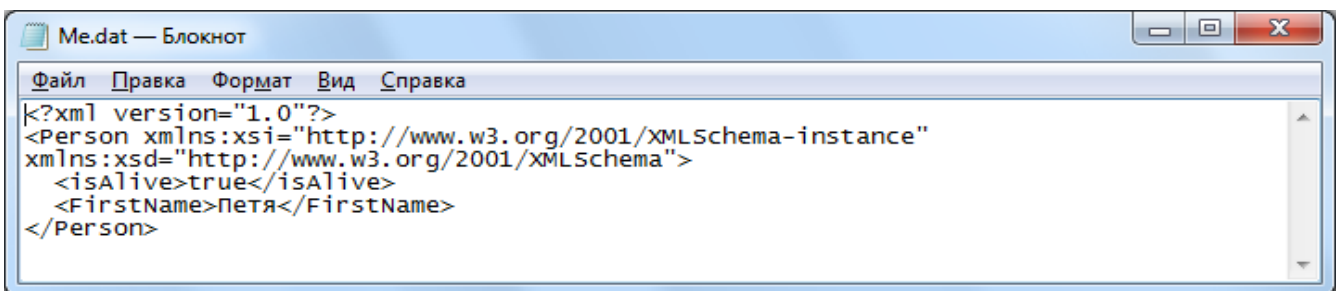 Me.dat — Блокнот
Файл Правка Формат Вид Справка
<?xml version="1.0"?>
<Person xmlns:xsi="http://www.w3.org/2001/XMLSchema-instance"
xmlns:xsd="http://www.w3.org/2001/XMLSchema">
  <isAlive>true</isAlive>
  <FirstName>Петя</FirstName>
</Person>